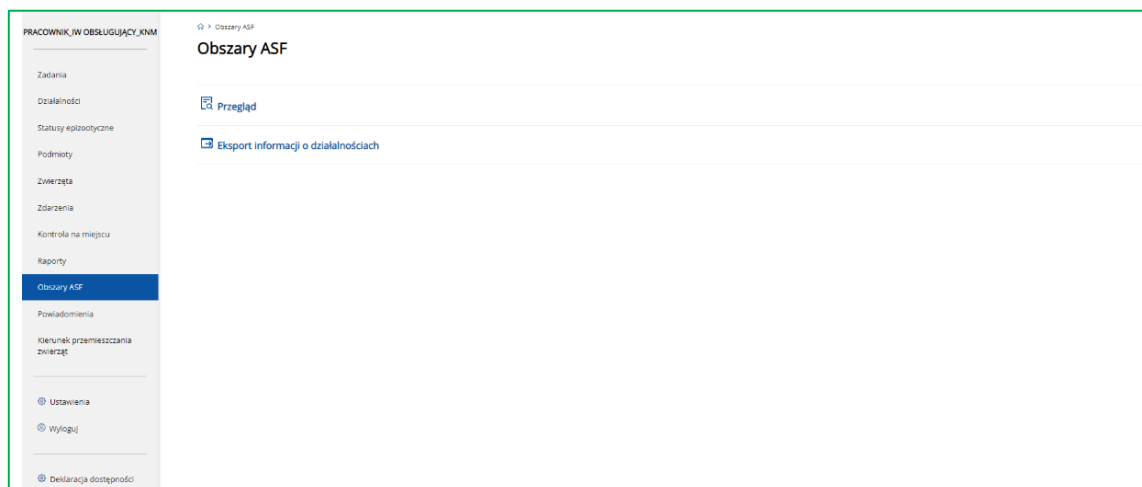 PRACOWNIK_IW OBSŁUGUJĄCY_KNM
Zadania
Działalności
Statusy epizootyczne
Podmioty
Zwierzęta
Zdarzenia
Kontrola na miejscu
Raporty
Obszary ASF
Powiadomienia
Kierunek przemieszczania
zwierząt
Ustawienia
Wyloguj
Deklaracja dostępności
> Obszary ASF
Obszary ASF
Przegląd
Eksport informacji o działalnościach